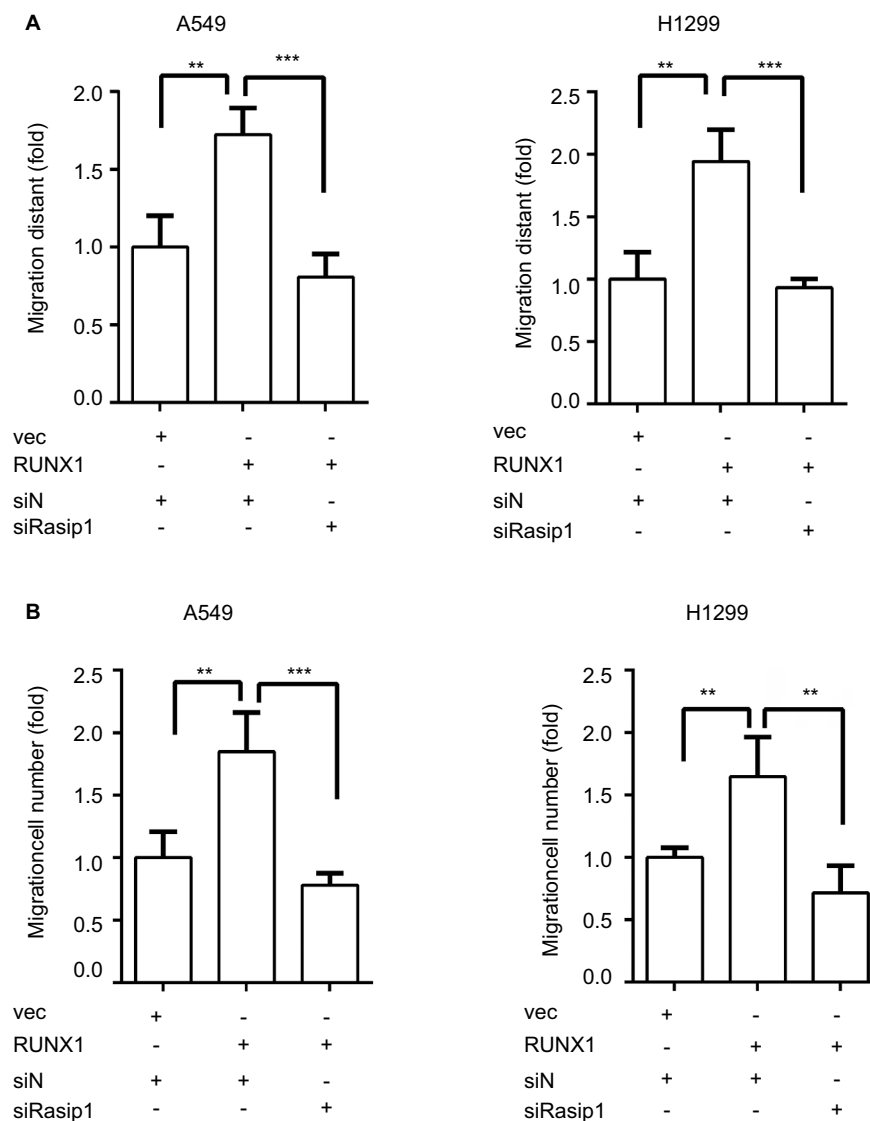 A A549 H1299
** *** ** ***
Migration distant (fold)
2.0
1.5
1.0
0.5
0.0
Migration distant (fold)
2.5
2.0
1.5
1.0
0.5
0.0
vec + - - vec + - -
RUNX1 - + + RUNX1 - + +
siN + + - siN + + -
siRasip1 - - + siRasip1 - - +
B A549 H1299
** *** ** **
Migrationcell number (fold)
2.5
2.0
1.5
1.0
0.5
0.0
Migrationcell number (fold)
2.5
2.0
1.5
1.0
0.5
0.0
vec + - - vec + - -
RUNX1 - + + RUNX1 - + +
siN + + - siN + + -
siRasip1 - - + siRasip1 - - +